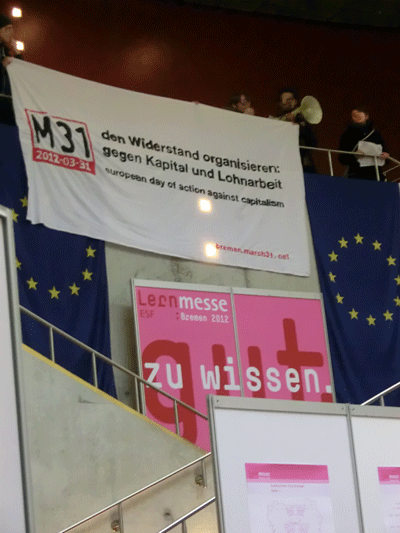 M31
2012-03-31
den Widerstand organisieren:
gegen Kapital und Lohnarbeit
european day of action against capitalism
bremen.march31.net
Lernmesse
ESF :Bremen 2012
gut
zu wissen.